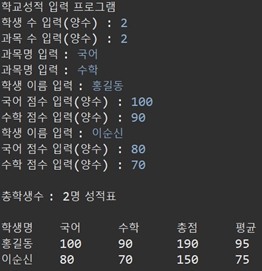 학교성적 입력 프로그램
학생 수 입력(양수) : 2
과목 수 입력(양수) : 2
과목명 입력 : 국어
과목명 입력 : 수학
학생 이름 입력 : 홍길동
국어 점수 입력(양수) : 100
수학 점수 입력(양수) : 90
학생 이름 입력 : 이순신
국어 점수 입력(양수) : 80
수학 점수 입력(양수) : 70
총학생수 : 2명 성적표
학생명 국어 수학 총점 평균
홍길동 100 90 190 95
이순신 80 70 150 75